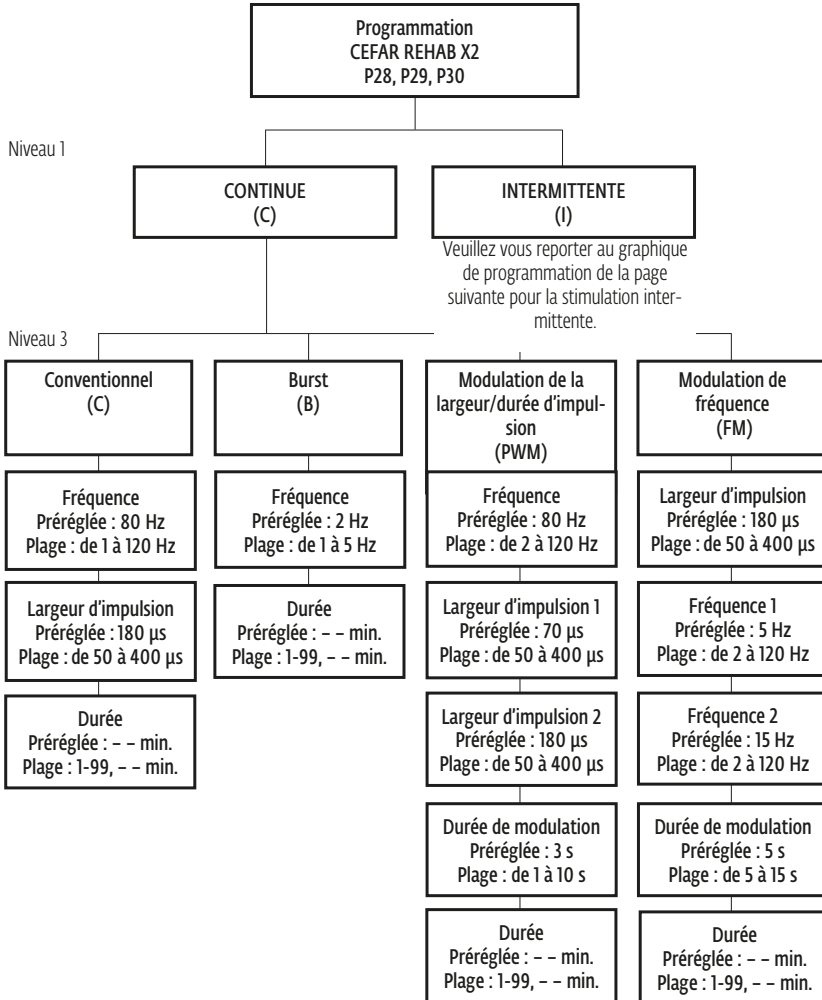 Programmation
CEFAR REHAB X2
P28, P29, P30
Niveau 1
CONTINUE
(C)
INTERMITTENTE
(I)
Veuillez vous reporter au graphique
de programmation de la page
suivante pour la stimulation inter-
mittente.
Niveau 3
Conventionnel
(C)
Burst
(B)
Modulation de la
largeur/durée d'impul-
sion
(PWM)
Modulation de
fréquence
(FM)
Fréquence
Préréglée : 80 Hz
Plage : de 1 à 120 Hz
Fréquence
Préréglée : 2 Hz
Plage : de 1 à 5 Hz
Fréquence
Préréglée : 80 Hz
Plage : de 2 à 120 Hz
Largeur d'impulsion
Préréglée : 180 µs
Plage : de 50 à 400 µs
Largeur d'impulsion
Préréglée : 180 µs
Plage : de 50 à 400 µs
Durée
Préréglée : – – min.
Plage : 1-99, – – min.
Largeur d'impulsion 1
Préréglée : 70 µs
Plage : de 50 à 400 µs
Fréquence 1
Préréglée : 5 Hz
Plage : de 2 à 120 Hz
Durée
Préréglée : – – min.
Plage : 1-99, – – min.
Largeur d'impulsion 2
Préréglée : 180 µs
Plage : de 50 à 400 µs
Fréquence 2
Préréglée : 15 Hz
Plage : de 2 à 120 Hz
Durée de modulation
Préréglée : 3 s
Plage : de 1 à 10 s
Durée de modulation
Préréglée : 5 s
Plage : de 5 à 15 s
Durée
Préréglée : – – min.
Plage : 1-99, – – min.
Durée
Préréglée : – – min.
Plage : 1-99, – – min.